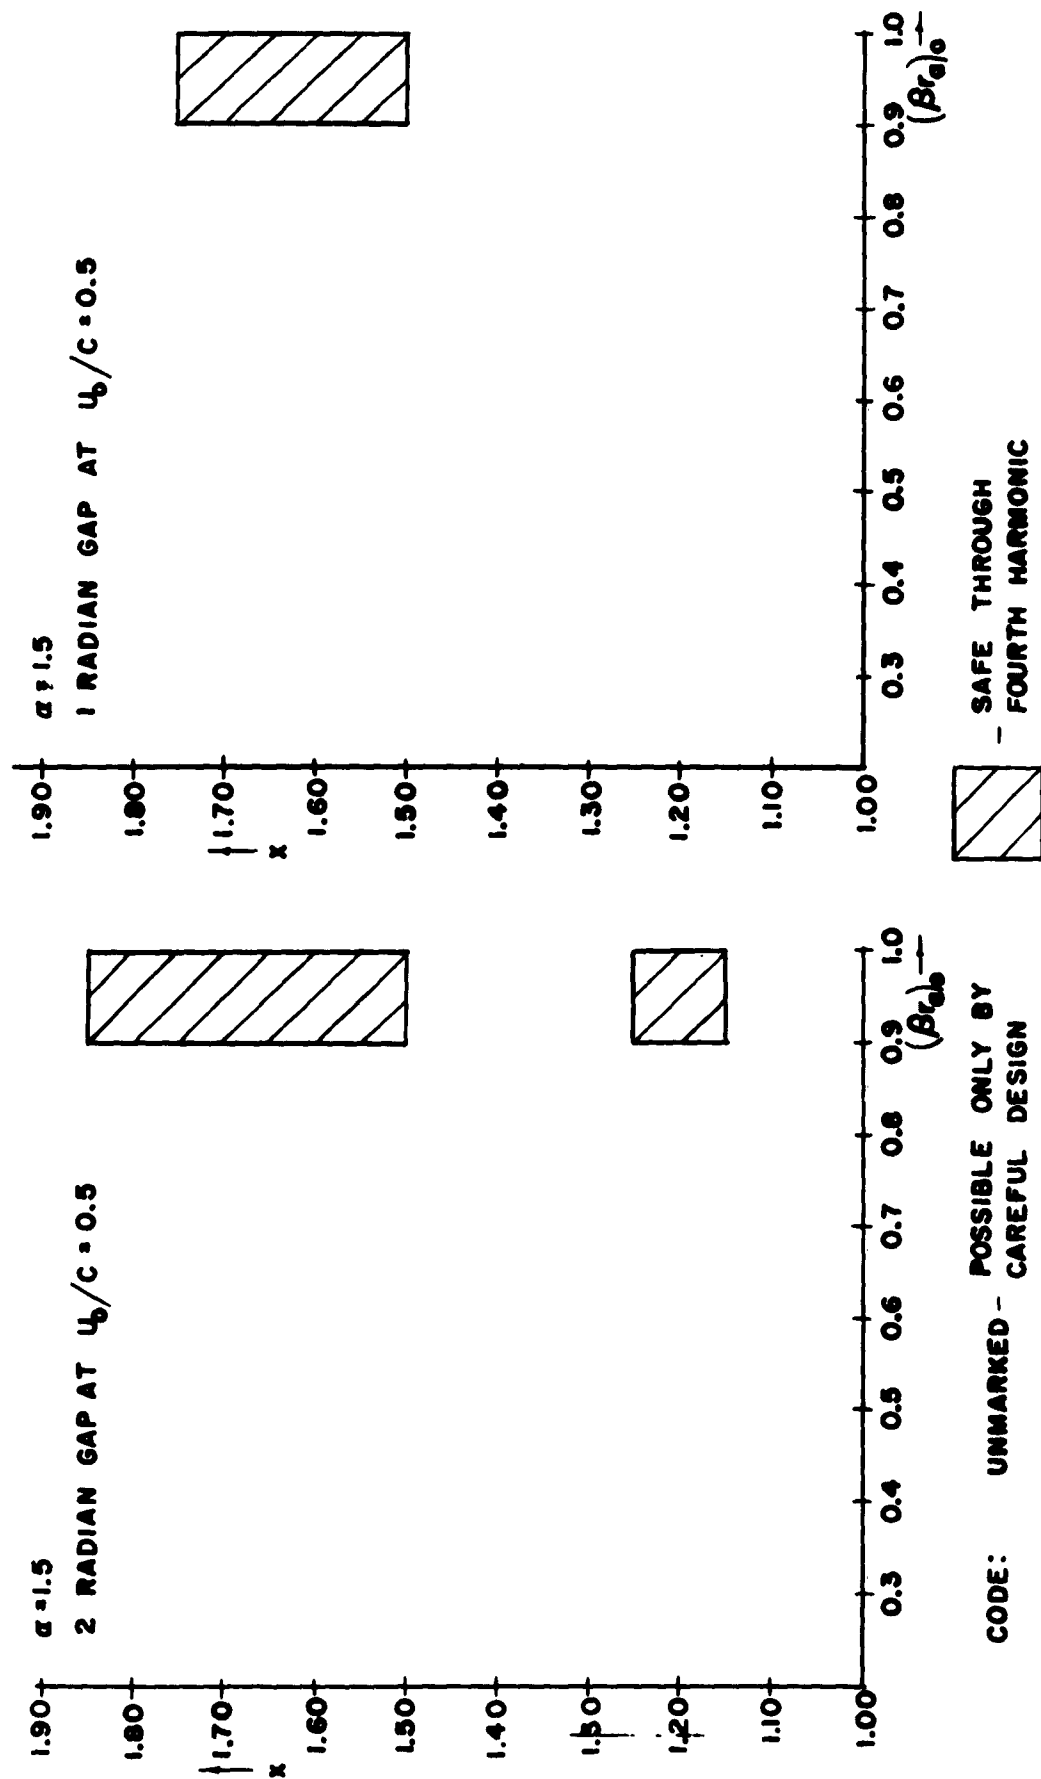 α = 1.5
2 RADIAN GAP AT u₀/c = 0.5
1.90
1.80
1.70
1.60
1.50
1.40
1.30
1.20
1.10
1.00
x
0.3 0.4 0.5 0.6 0.7 0.8 0.9 1.0
(βrₐ)₀
α = 1.5
1 RADIAN GAP AT u₀/c = 0.5
1.90
1.80
1.70
1.60
1.50
1.40
1.30
1.20
1.10
1.00
x
0.3 0.4 0.5 0.6 0.7 0.8 0.9 1.0
(βrₐ)₀
CODE: UNMARKED - POSSIBLE ONLY BY
CAREFUL DESIGN
- SAFE THROUGH
FOURTH HARMONIC